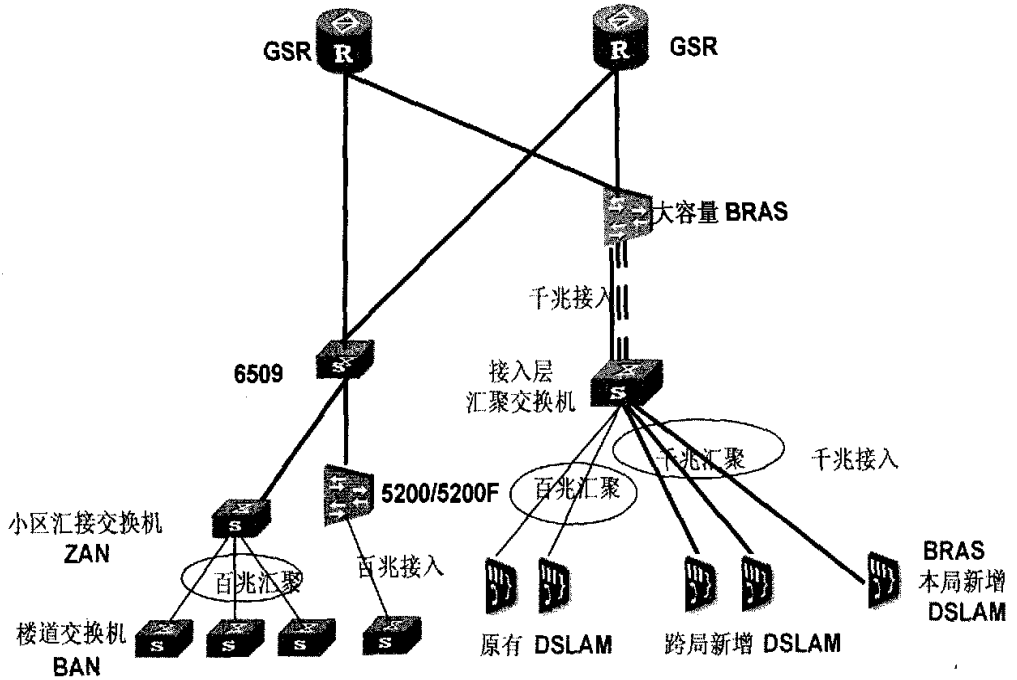 GSR
GSR
R
R
大容量 BRAS
千兆接入
6509
S
接入层
汇聚交换机
S
千兆汇聚
千兆接入
百兆汇聚
5200/5200F
小区汇接交换机
ZAN
S
百兆汇聚
百兆接入
BRAS
本局新增
DSLAM
楼道交换机
BAN
S
S
S
S
原有 DSLAM
跨局新增 DSLAM